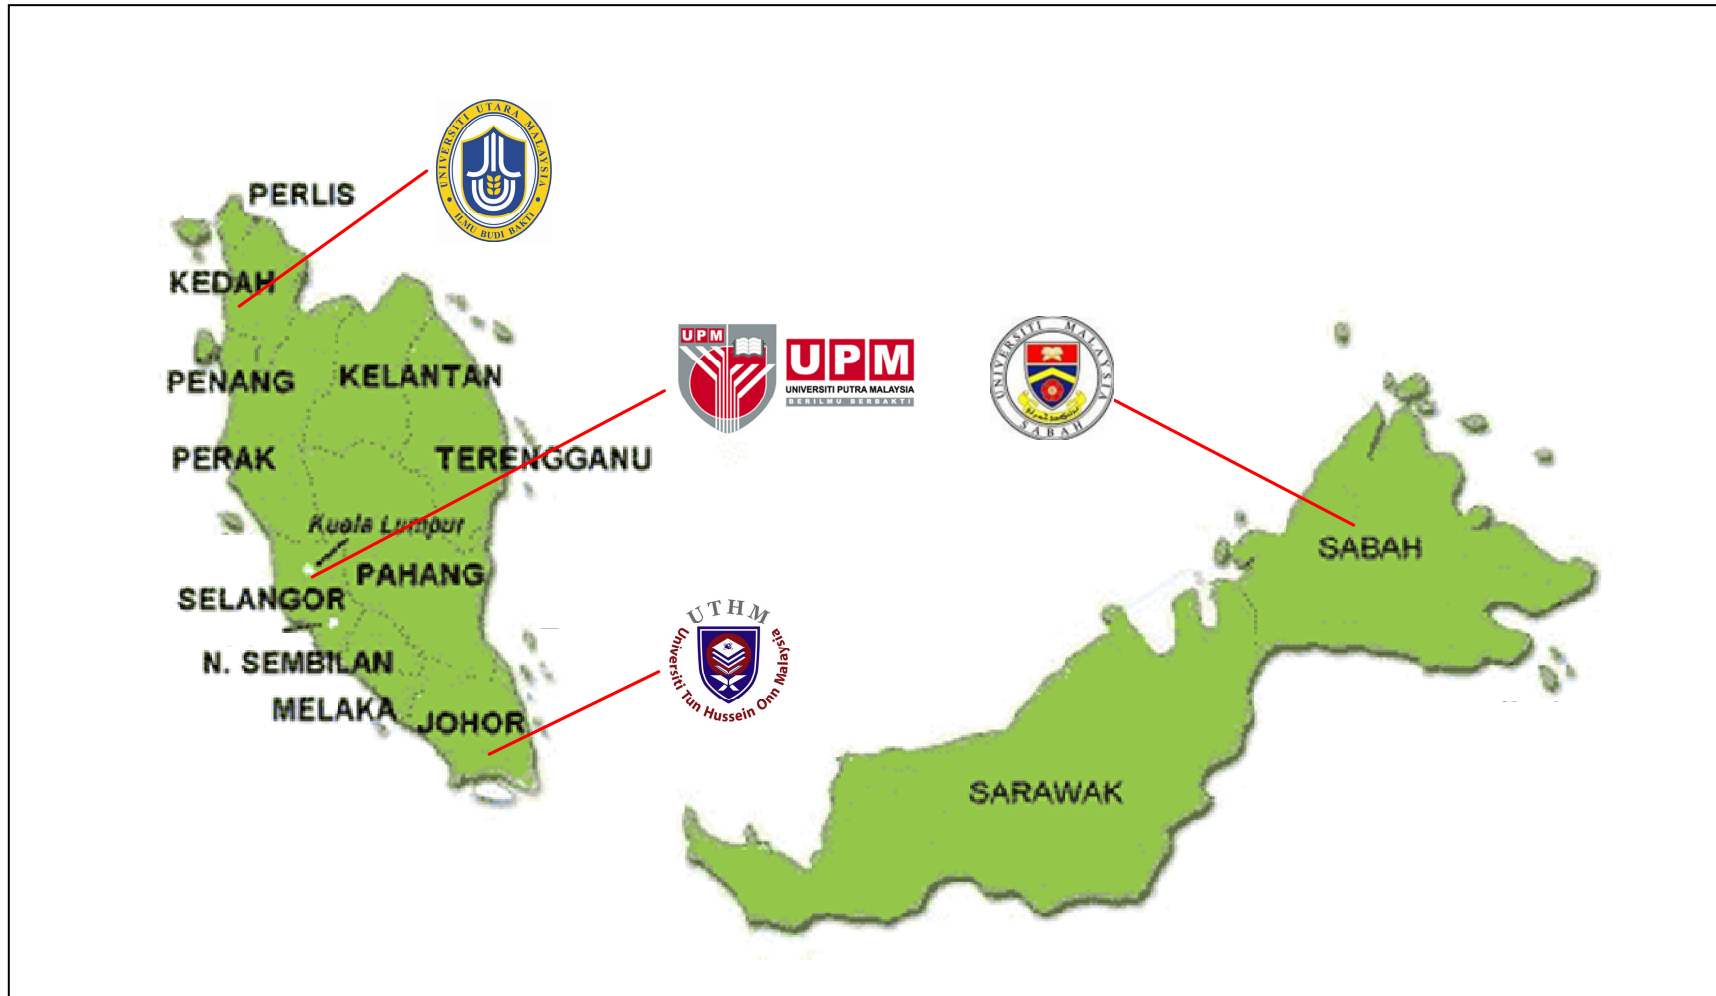 UNIVERSITI UTARA MALAYSIA
ILMU BUDI BAKTI
PERLIS
KEDAH
PENANG
KELANTAN
PERAK
TERENGGANU
Kuala Lumpur
PAHANG
SELANGOR
N. SEMBILAN
MELAKA
JOHOR
UPM
UPM
UNIVERSITI PUTRA MALAYSIA
BERILMU BERBAKTI
UNIVERSITI MALAYSIA
SABAH
UTHM
Universiti Tun Hussein Onn Malaysia
SABAH
SARAWAK